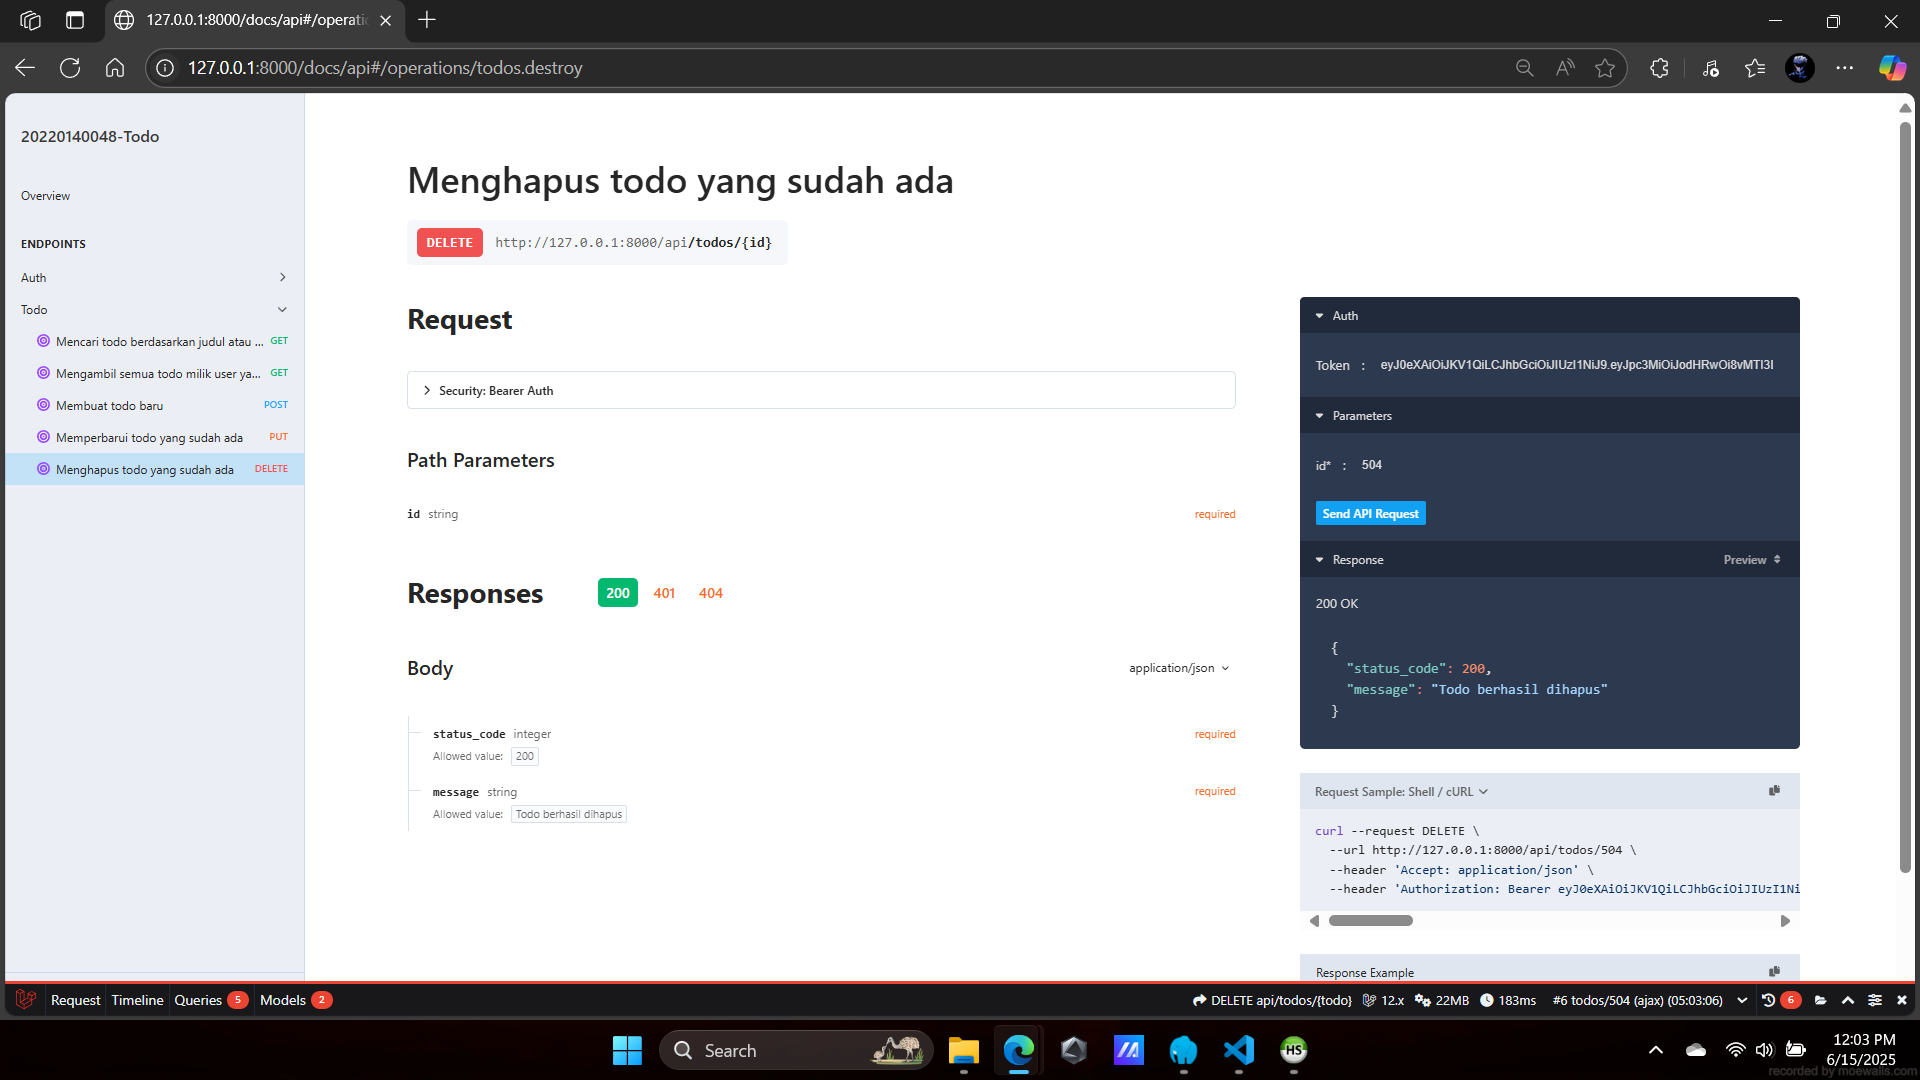 127.0.0.1:8000/docs/api#/operati
127.0.0.1:8000/docs/api#/operations/todos.destroy
20220140048-Todo
Overview
ENDPOINTS
Auth
Todo
Mencari todo berdasarkan judul atau ... GET
Mengambil semua todo milik user ya... GET
Membuat todo baru POST
Memperbarui todo yang sudah ada PUT
Menghapus todo yang sudah ada DELETE
Menghapus todo yang sudah ada
DELETE http://127.0.0.1:8000/api/todos/{id}
Request
Security: Bearer Auth
Path Parameters
id string required
Responses 200 401 404
Body application/json
status_code integer required
Allowed value: 200
message string required
Allowed value: Todo berhasil dihapus
Auth
Token :
Parameters
id* : 504
Send API Request
Response Preview
200 OK
{
"status_code": 200,
"message": "Todo berhasil dihapus"
}
Request Sample: Shell / cURL
curl --request DELETE \
--url http://127.0.0.1:8000/api/todos/504 \
--header 'Accept: application/json' \
--header 'Authorization: Bearer eyJ0eXAiOiJKV1QiLCJhbGciOiJIUzI1Ni
Response Example
Request Timeline Queries 5 Models 2
DELETE api/todos/{todo} 12.x 22MB 183ms #6 todos/504 (ajax) (05:03:06) 6
Search
HS
12:03 PM
6/15/2025
recorded by moewalls.com